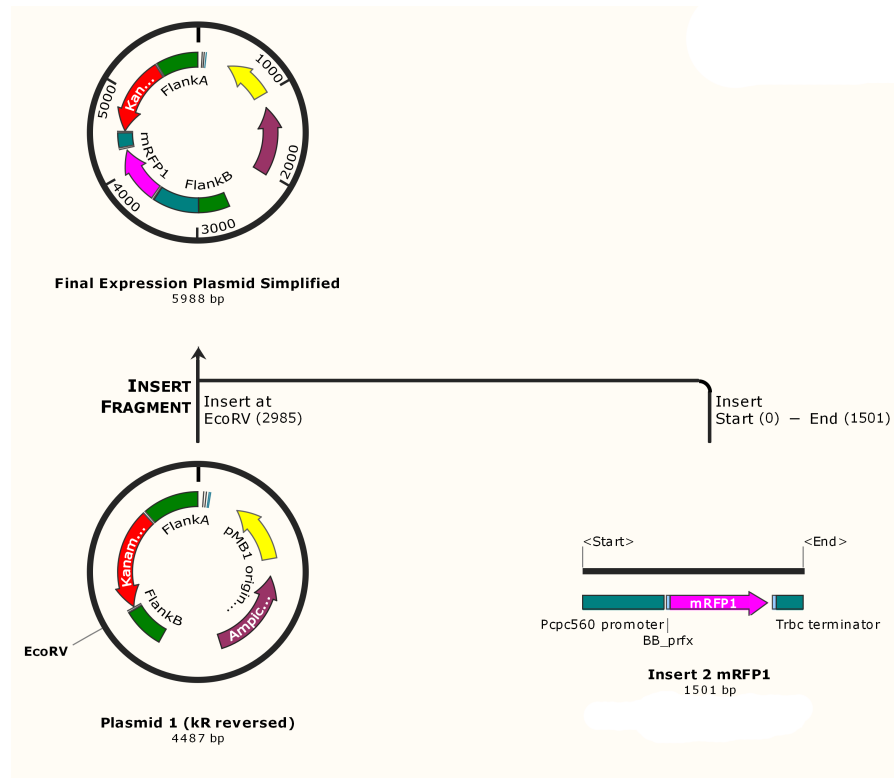 1000
2000
3000
4000
5000
FlankA
Kan...
mRFP1
FlankB
Final Expression Plasmid Simplified
5988 bp
INSERT
FRAGMENT
Insert at
EcoRV (2985)
Insert
Start (0) – End (1501)
FlankA
Kanam...
FlankB
pMB1 origin...
Ampic...
EcoRV
Plasmid 1 (kR reversed)
4487 bp
<Start>
<End>
mRFP1
Pcpc560 promoter
BB_prfx
Trbc terminator
Insert 2 mRFP1
1501 bp